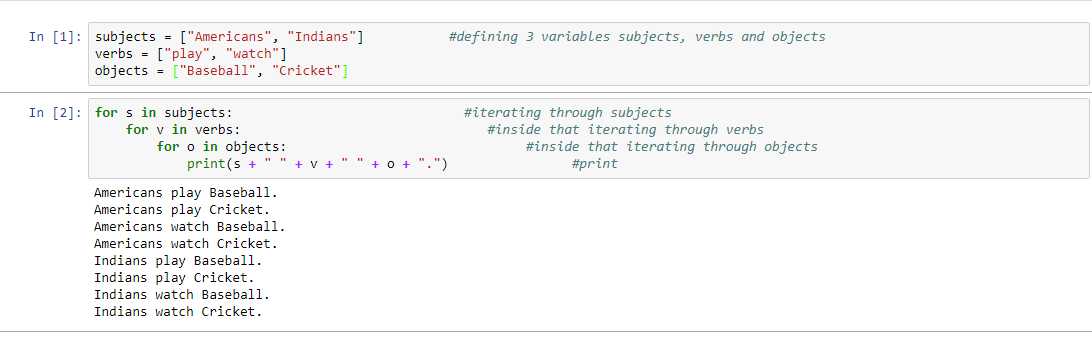 In [1]: subjects = ["Americans", "Indians"] #defining 3 variables subjects, verbs and objects
verbs = ["play", "watch"]
objects = ["Baseball", "Cricket"]
In [2]: for s in subjects: #iterating through subjects
for v in verbs: #inside that iterating through verbs
for o in objects: #inside that iterating through objects
print(s + " " + v + " " + o + ".") #print
Americans play Baseball.
Americans play Cricket.
Americans watch Baseball.
Americans watch Cricket.
Indians play Baseball.
Indians play Cricket.
Indians watch Baseball.
Indians watch Cricket.